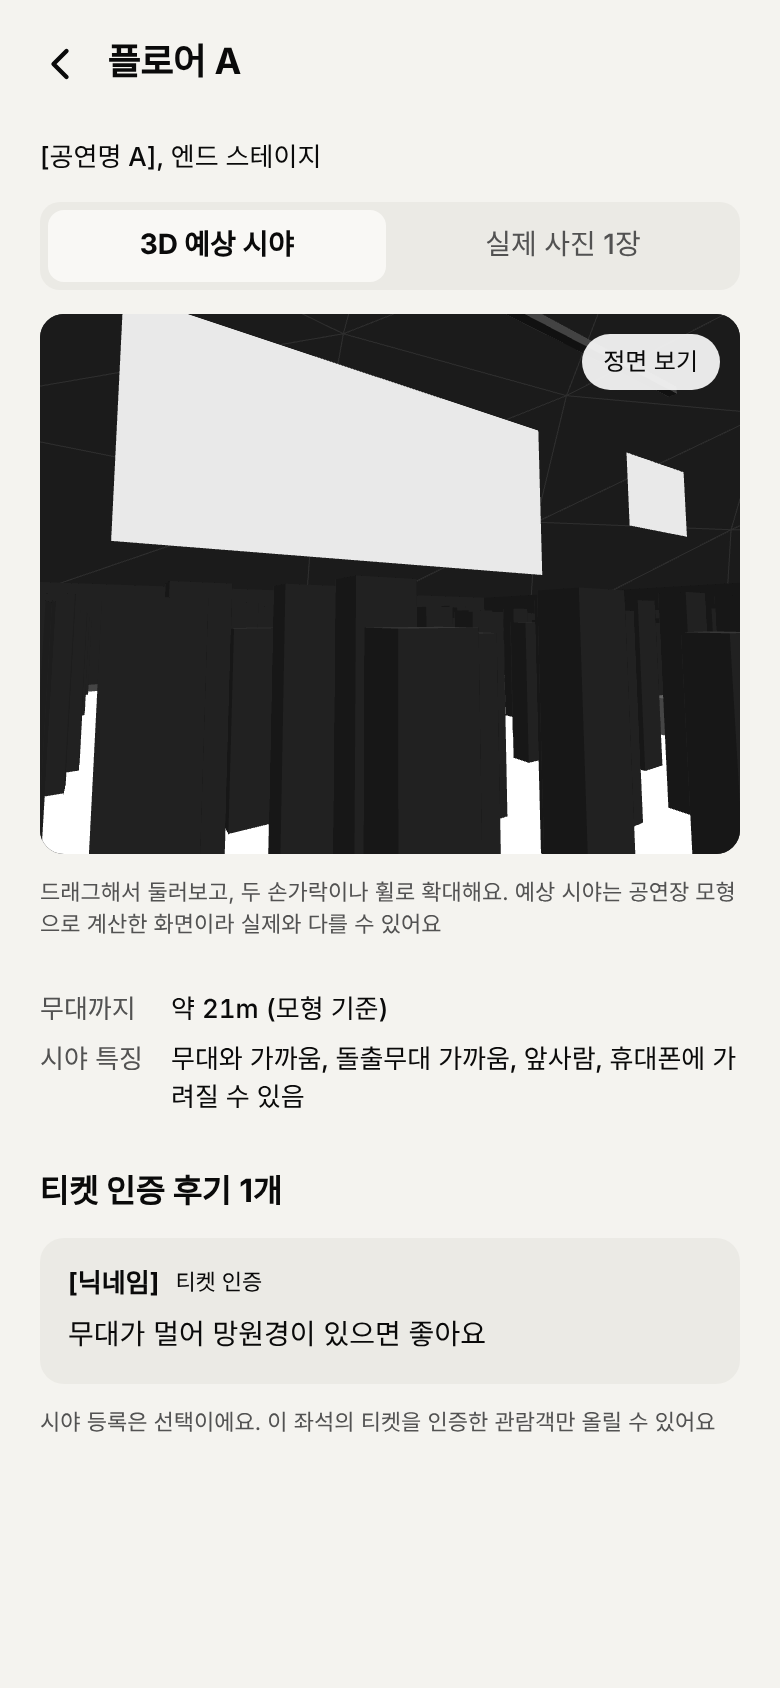 플로어 A
[공연명 A], 엔드 스테이지
3D 예상 시야
실제 사진 1장
정면 보기
드래그해서 둘러보고, 두 손가락이나 휠로 확대해요. 예상 시야는 공연장 모형
으로 계산한 화면이라 실제와 다를 수 있어요
무대까지 약 21m (모형 기준)
시야 특징 무대와 가까움, 돌출무대 가까움, 앞사람, 휴대폰에 가
려질 수 있음
티켓 인증 후기 1개
[닉네임] 티켓 인증
무대가 멀어 망원경이 있으면 좋아요
시야 등록은 선택이에요. 이 좌석의 티켓을 인증한 관람객만 올릴 수 있어요